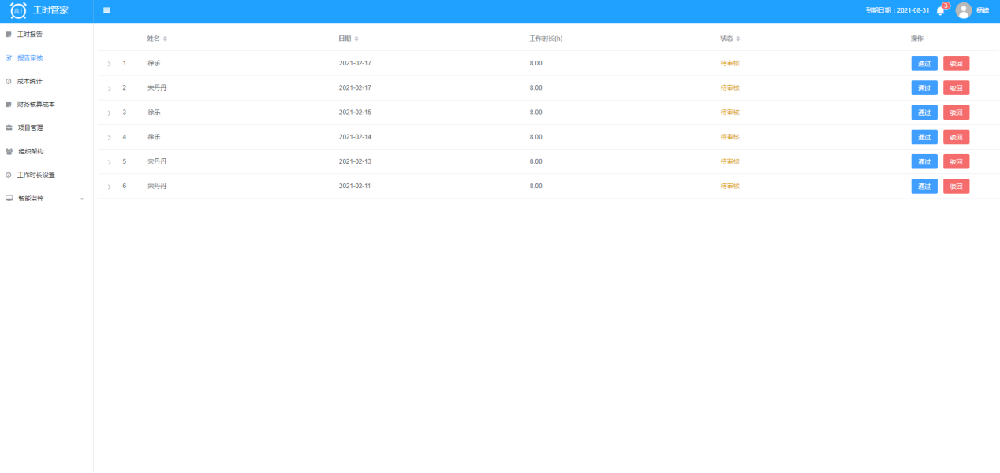 AI 工时管家 到期日期：2021-08-31 3 杨峰
工时报告
报告审核
成本统计
财务核算成本
项目管理
组织架构
工作时长设置
智能监控
姓名 日期 工作时长(h) 状态 操作
1 徐乐 2021-02-17 8.00 待审核 通过 驳回
2 宋丹丹 2021-02-17 8.00 待审核 通过 驳回
3 徐乐 2021-02-15 8.00 待审核 通过 驳回
4 徐乐 2021-02-14 8.00 待审核 通过 驳回
5 宋丹丹 2021-02-13 8.00 待审核 通过 驳回
6 宋丹丹 2021-02-11 8.00 待审核 通过 驳回